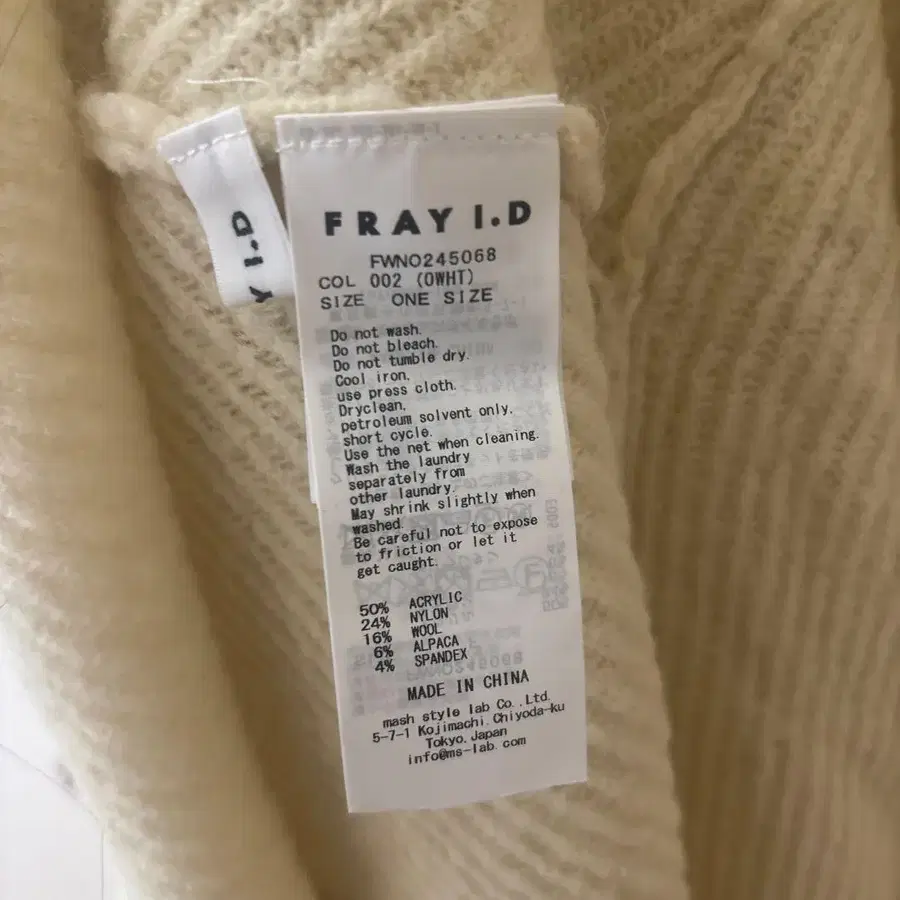 Y I.D
FRAY I.D
FWNO245068
COL 002 (OWHT)
SIZE ONE SIZE
Do not wash.
Do not bleach.
Do not tumble dry.
Cool iron,
use press cloth.
Dryclean,
petroleum solvent only.
short cycle.
Use the net when cleaning.
Wash the laundry
separately from
other laundry.
May shrink slightly when
washed.
Be careful not to expose
to friction or let it
get caught.
50% ACRYLIC
24% NYLON
16% WOOL
6% ALPACA
4% SPANDEX
MADE IN CHINA
mash style lab Co.,Ltd.
5-7-1 Kojimachi, Chiyoda-ku
Tokyo, Japan
info@ms-lab.com